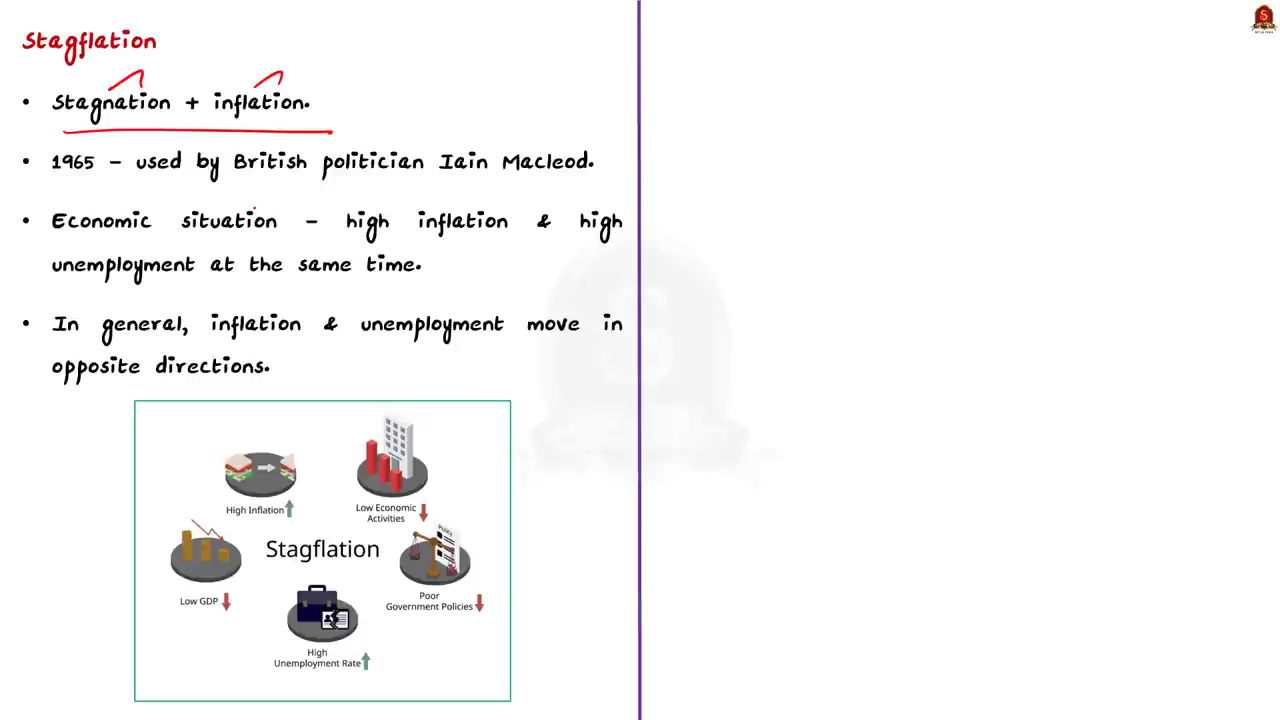 Stagflation
• Stagnation + inflation.
• 1965 – used by British politician Iain Macleod.
• Economic situation – high inflation & high
unemployment at the same time.
• In general, inflation & unemployment move in
opposite directions.
High Inflation
Low Economic
Activities
Policy
Stagflation
Low GDP
Poor
Government Policies
High
Unemployment Rate
S